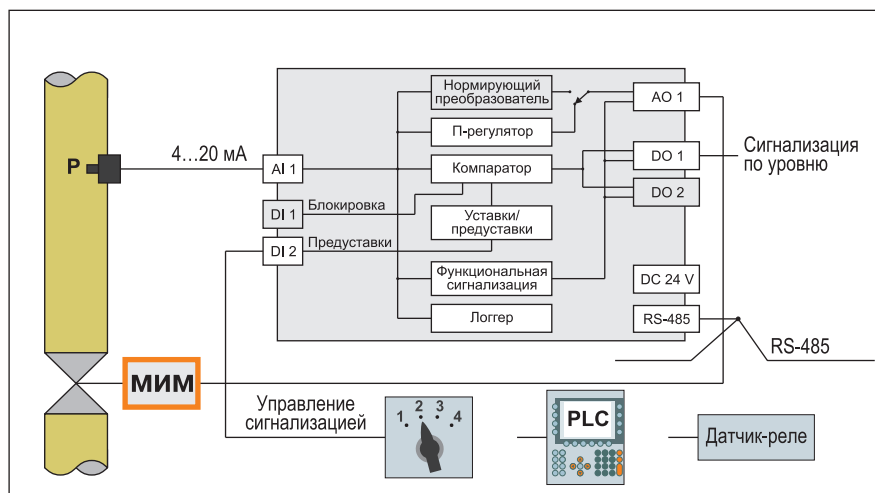 Нормирующий
преобразователь
AO 1
П-регулятор
P
4...20 мА
AI 1
Компаратор
DO 1
Сигнализация
по уровню
DO 2
DI 1
Блокировка
Уставки/
предуставки
DI 2
Предуставки
Функциональная
сигнализация
DC 24 V
Логгер
RS-485
RS-485
МИМ
Управление
сигнализацией
1 2 3 4
PLC
Датчик-реле